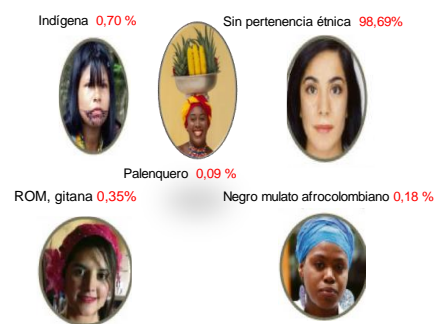 Indígena 0,70 %
Sin pertenencia étnica 98,69%
Palenquero 0,09 %
ROM, gitana 0,35%
Negro mulato afrocolombiano 0,18 %